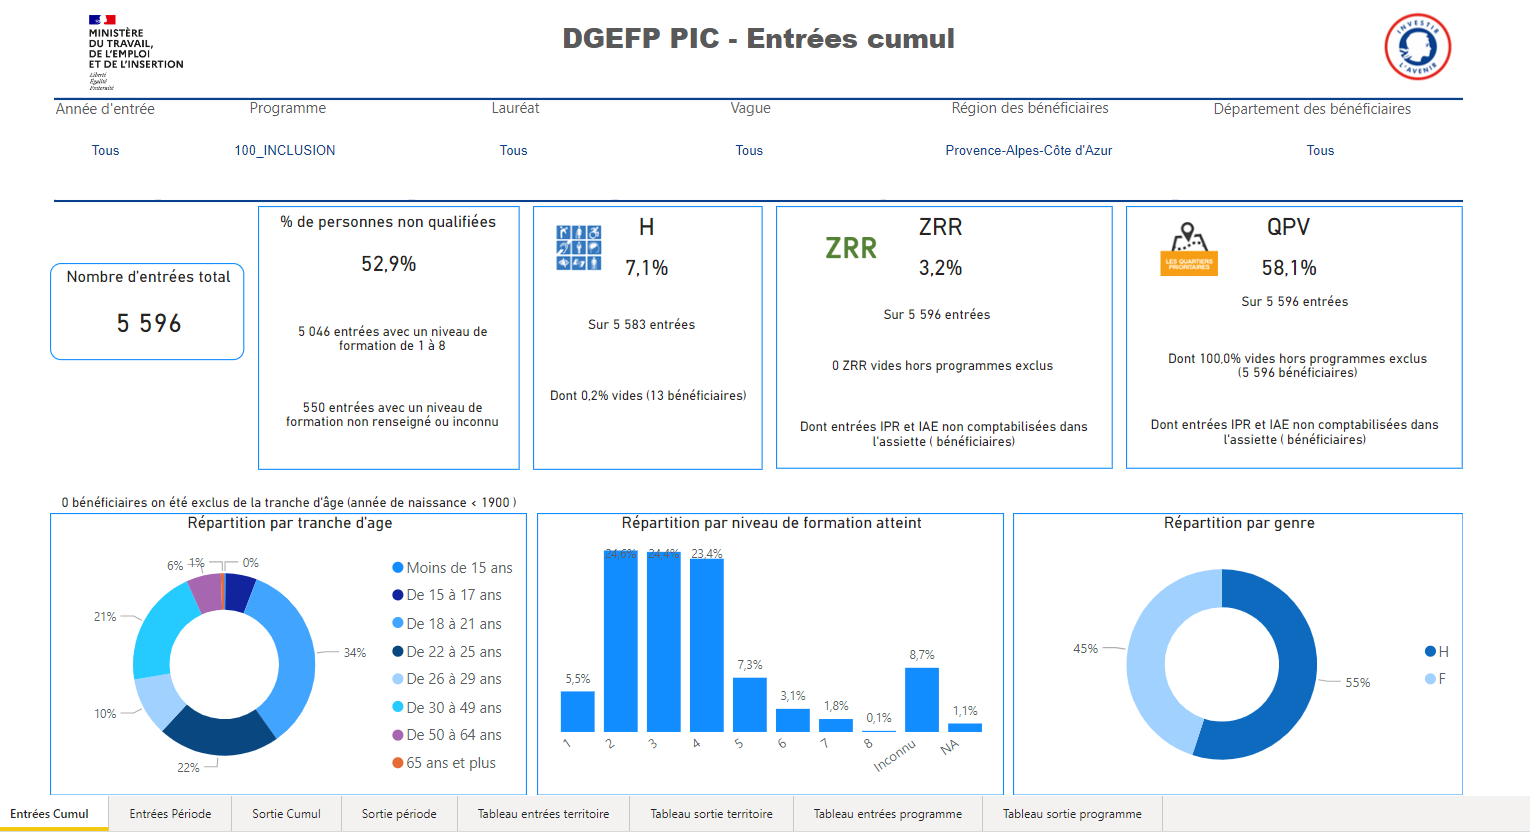 MINISTÈRE
DU TRAVAIL,
DE L'EMPLOI
ET DE L'INSERTION
Liberté
Égalité
Fraternité
DGEFP PIC - Entrées cumul
INVESTIR
L'AVENIR
Année d'entrée Programme Lauréat Vague Région des bénéficiaires Département des bénéficiaires
Tous 100_INCLUSION Tous Tous Provence-Alpes-Côte d'Azur Tous
Nombre d'entrées total
5 596
% de personnes non qualifiées
52,9%
5 046 entrées avec un niveau de
formation de 1 à 8
550 entrées avec un niveau de
formation non renseigné ou inconnu
H
7,1%
Sur 5 583 entrées
Dont 0,2% vides (13 bénéficiaires)
ZRR
ZRR
3,2%
Sur 5 596 entrées
0 ZRR vides hors programmes exclus
Dont entrées IPR et IAE non comptabilisées dans
l'assiette ( bénéficiaires)
LES QUARTIERS
PRIORITAIRES
QPV
58,1%
Sur 5 596 entrées
Dont 100,0% vides hors programmes exclus
(5 596 bénéficiaires)
Dont entrées IPR et IAE non comptabilisées dans
l'assiette ( bénéficiaires)
0 bénéficiaires on été exclus de la tranche d'âge (année de naissance < 1900 )
Répartition par tranche d'age
6% 1% 0%
21%
34%
10%
22%
Moins de 15 ans
De 15 à 17 ans
De 18 à 21 ans
De 22 à 25 ans
De 26 à 29 ans
De 30 à 49 ans
De 50 à 64 ans
65 ans et plus
Répartition par niveau de formation atteint
5,5% 24,6% 24,4% 23,4% 7,3% 3,1% 1,8% 0,1% 8,7% 1,1%
1 2 3 4 5 6 7 8 Inconnu NA
Répartition par genre
45%
55%
H
F
Entrées Cumul Entrées Période Sortie Cumul Sortie période Tableau entrées territoire Tableau sortie territoire Tableau entrées programme Tableau sortie programme